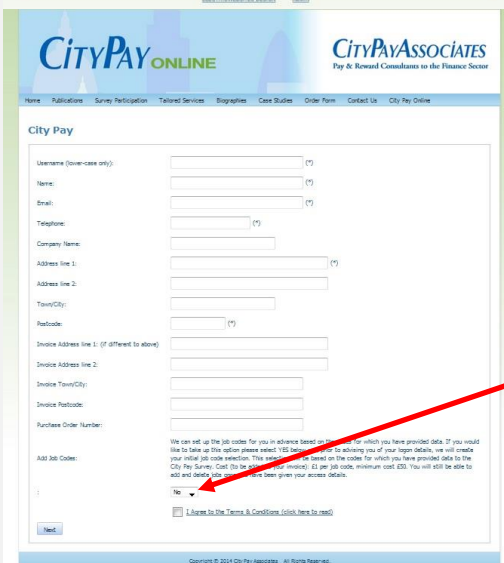 CITYPAY ONLINE
CITYPAYASSOCIATES
Pay & Reward Consultants to the Finance Sector
Home Publications Survey Participation Tailored Services Biographies Case Studies Order Form Contact Us City Pay Online
City Pay
Username (lower-case only): (*)
Name: (*)
Email: (*)
Telephone: (*)
Company Name:
Address line 1: (*)
Address line 2:
Town/City:
Postcode: (*)
Invoice Address line 1: (if different to above)
Invoice Address line 2:
Invoice Town/City:
Invoice Postcode:
Purchase Order Number:
We can set up the job codes for you in advance based on the for which you have provided data. If you would
like to take up this option please select YES below prior to advising you of your logon details, we will create
your initial job code selection. This selection be based on the codes for which you have provided data to the
City Pay Survey. Cost (to be added your invoice): £1 per job code, minimum cost £50. You will still be able to
add and delete jobs have been given your access details.
Add Job Codes:
: No
I Agree to the Terms & Conditions (click here to read)
Next
Copyright © 2014 City Pay Associates All Rights Reserved.